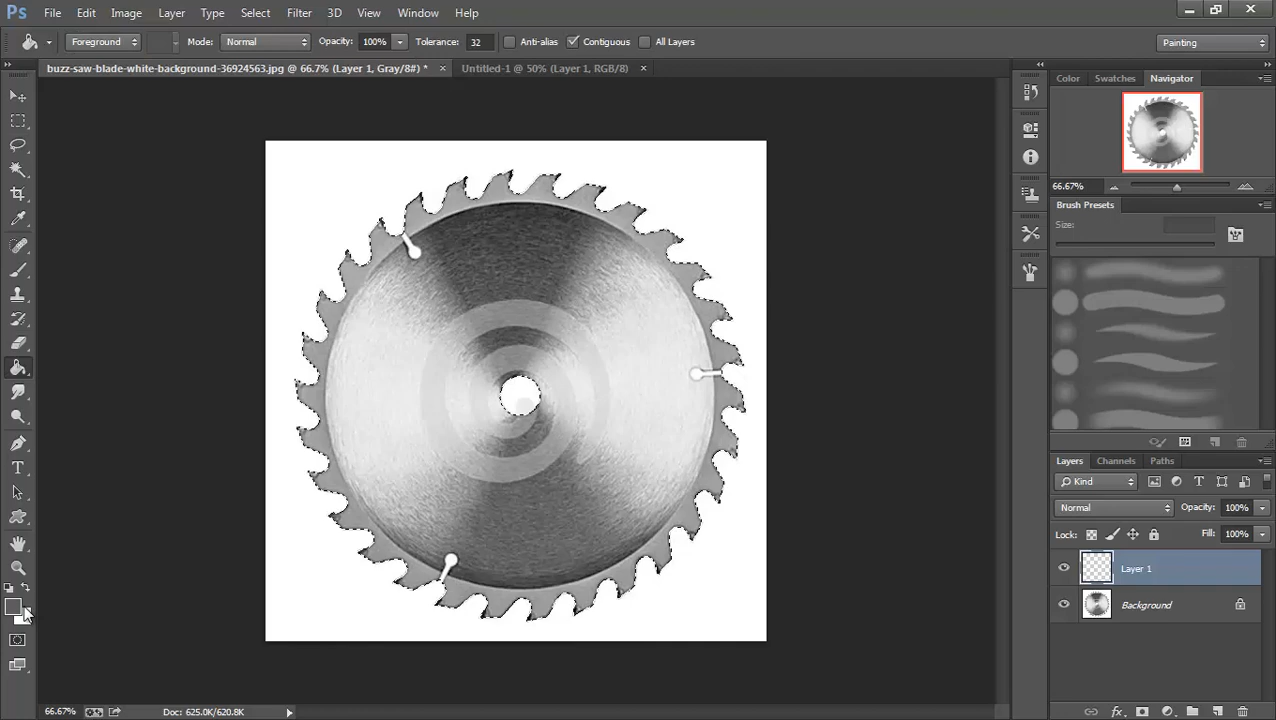 Ps File Edit Image Layer Type Select Filter 3D View Window Help
Foreground Mode: Normal Opacity: 100% Tolerance: 32 Anti-alias Contiguous All Layers Painting
buzz-saw-blade-white-background-36924563.jpg @ 66.7% (Layer 1, Gray/8#) * Untitled-1 @ 50% (Layer 1, RGB/8)
Color Swatches Navigator
66.67%
Brush Presets
Size:
Layers Channels Paths
Kind
Normal Opacity: 100%
Lock: Fill: 100%
Layer 1
Background
66.67% Doc: 625.0K/620.8K